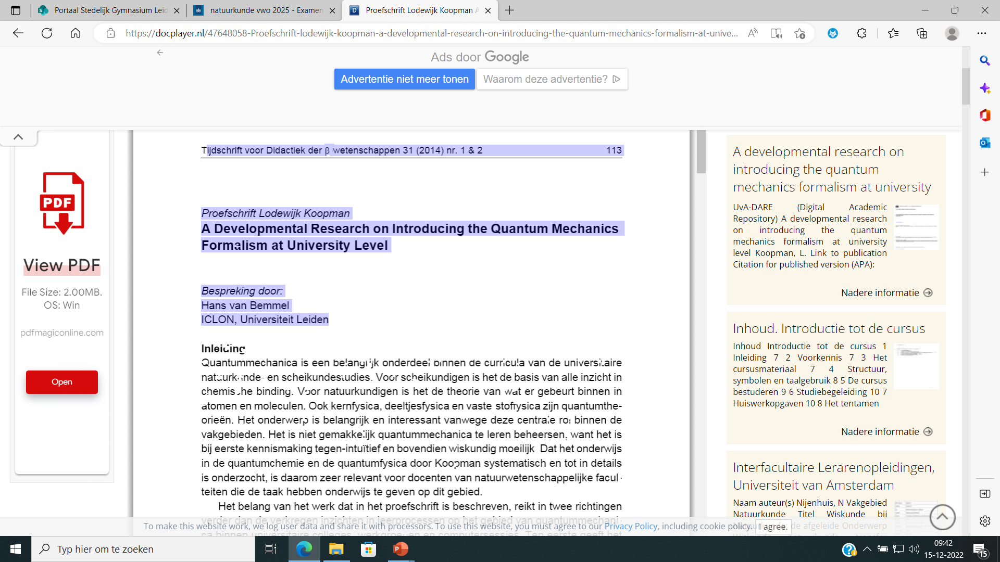 Portaal Stedelijk Gymnasium Leid
natuurkunde vwo 2025 - Examen
Proefschrift Lodewijk Koopman A
https://docplayer.nl/47648058-Proefschrift-lodewijk-koopman-a-developmental-research-on-introducing-the-quantum-mechanics-formalism-at-unive...
Ads door Google
Advertentie niet meer tonen
Waarom deze advertentie?
PDF
View PDF
File Size: 2.00MB.
OS: Win
pdfmagiconline.com
Open
Tijdschrift voor Didactiek der β-wetenschappen 31 (2014) nr. 1 & 2 113
Proefschrift Lodewijk Koopman
A Developmental Research on Introducing the Quantum Mechanics
Formalism at University Level
Bespreking door:
Hans van Bemmel
ICLON, Universiteit Leiden
Inleiding
Quantummechanica is een belangrijk onderdeel binnen de curricula van de universitaire
natuurkunde- en scheikundestudies. Voor scheikundigen is het de basis van alle inzicht in
chemische binding. Voor natuurkundigen is het de theorie van wat er gebeurt binnen in
atomen en moleculen. Ook kernfysica, deeltjesfysica en vaste stoffysica zijn quantumthe-
orieën. Het onderwerp is belangrijk en interessant vanwege deze centrale rol binnen de
vakgebieden. Het is niet gemakkelijk quantummechanica te leren beheersen, want het is
bij eerste kennismaking tegen-intuïtief en bovendien wiskundig moeilijk Dat het onderwijs
in de quantumchemie en de quantumfysica door Koopman systematisch en tot in details
is onderzocht, is daarom zeer relevant voor docenten van natuurwetenschappelijke facul-
teiten die de taak hebben onderwijs te geven op dit gebied.
Het belang van het werk dat in het proefschrift is beschreven, reikt in twee richtingen
verder dan de verkregen inzichten in leerprocessen op het gebied van quantummechani-
ca binnen universitaire colleges, werkgroepen en computersessies. Ten eerste geeft het
A developmental research on
introducing the quantum
mechanics formalism at university
UvA-DARE (Digital Academic
Repository) A developmental research
on introducing the quantum
mechanics formalism at university
level Koopman, L. Link to publication
Citation for published version (APA):
Nadere informatie
Inhoud. Introductie tot de cursus
Inhoud Introductie tot de cursus 1
Inleiding 7 2 Voorkennis 7 3 Het
cursusmateriaal 7 4 Structuur,
symbolen en taalgebruik 8 5 De cursus
bestuderen 9 6 Studiebegeleiding 10 7
Huiswerkopgaven 10 8 Het tentamen
Nadere informatie
Interfacultaire Lerarenopleidingen,
Universiteit van Amsterdam
Naam auteur(s) Nijenhuis, N Vakgebied
Natuurkunde Titel Wiskunde bij
de afgeleide Onderwerp
To make this website work, we log user data and share it with processors. To use this website, you must agree to our Privacy Policy, including cookie policy. I agree.
Typ hier om te zoeken
09:42
15-12-2022
15